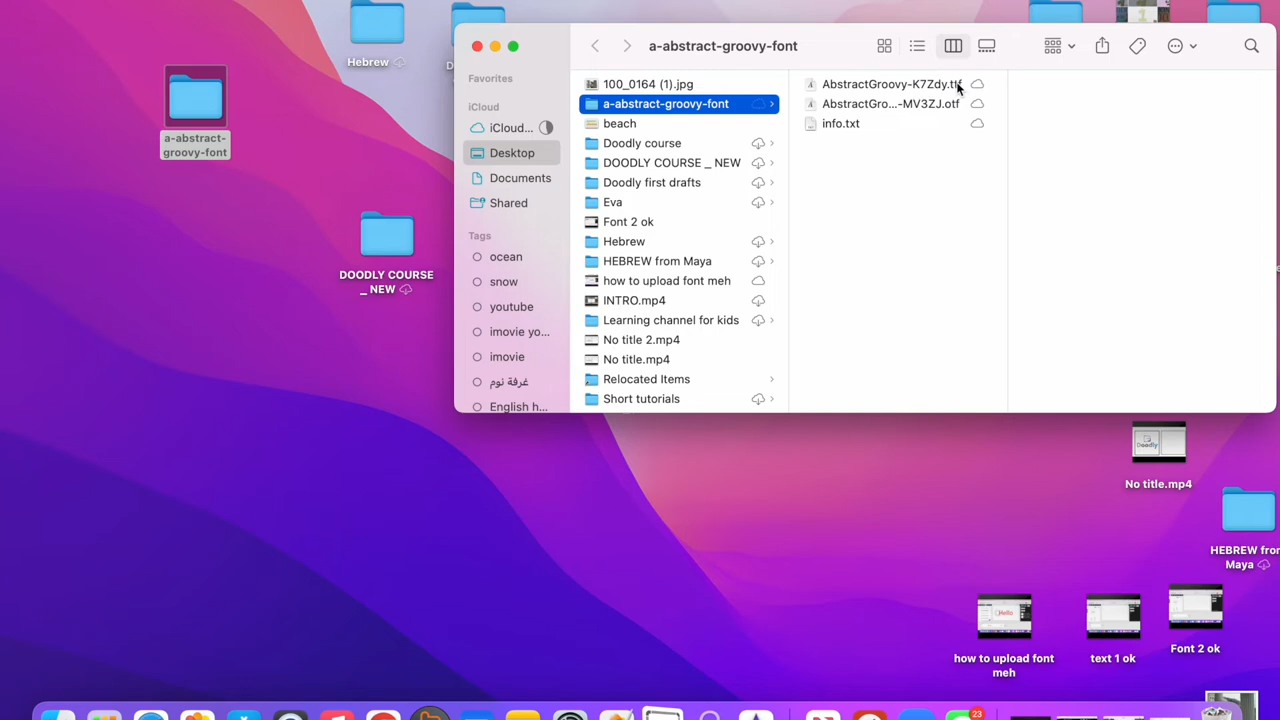 Hebrew
a-abstract-
groovy-font
DOODLY COURSE
_ NEW
a-abstract-groovy-font
Favorites
iCloud
iCloud...
Desktop
Documents
Shared
Tags
ocean
snow
youtube
imovie yo...
imovie
غرفة نوم
English h...
100_0164 (1).jpg
a-abstract-groovy-font
beach
Doodly course
DOODLY COURSE _ NEW
Doodly first drafts
Eva
Font 2 ok
Hebrew
HEBREW from Maya
how to upload font meh
INTRO.mp4
Learning channel for kids
No title 2.mp4
No title.mp4
Relocated Items
Short tutorials
AbstractGroovy-K7Zdy.ttf
AbstractGro...-MV3ZJ.otf
info.txt
Doodly
No title.mp4
HEBREW from
Maya
Hello
how to upload font
meh
text 1 ok
Font 2 ok
23